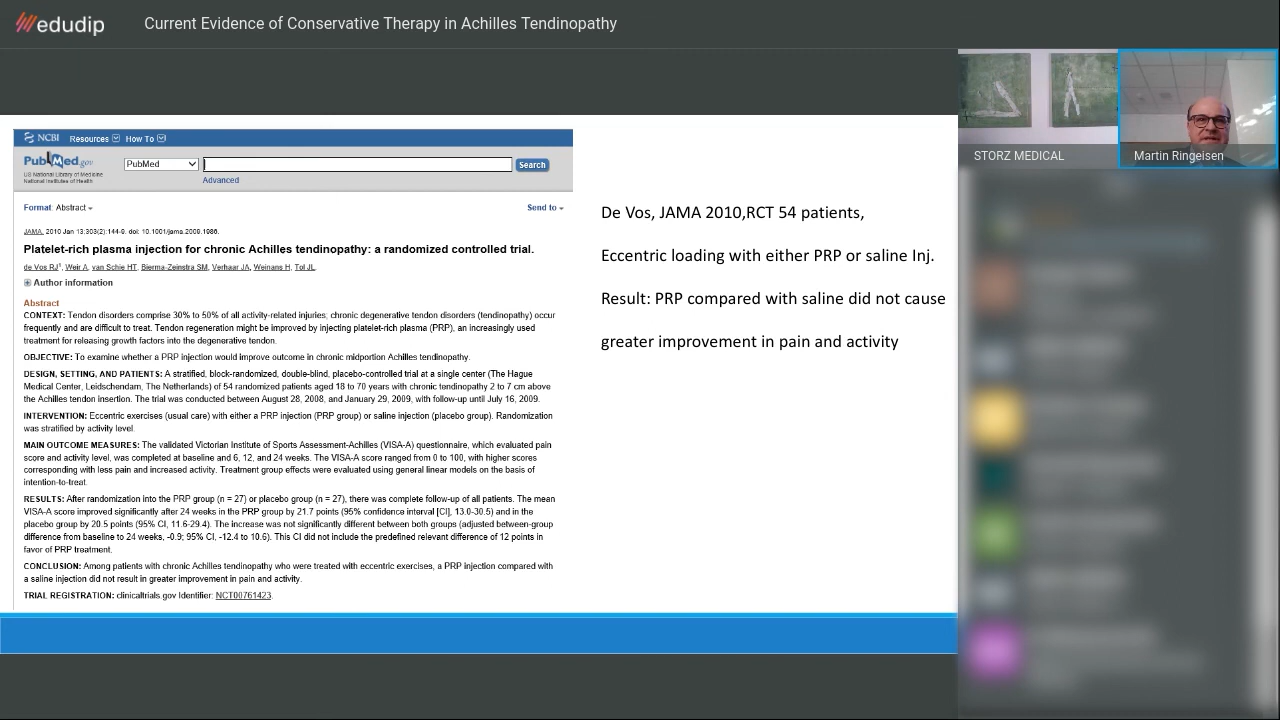 edudip
Current Evidence of Conservative Therapy in Achilles Tendinopathy
STORZ MEDICAL
Martin Ringeisen
NCBI
Resources
How To
PubMed.gov
US National Library of Medicine
National Institutes of Health
PubMed
Search
Advanced
Format: Abstract
Send to
JAMA. 2010 Jan 13;303(2):144-9. doi: 10.1001/jama.2009.1986.
Platelet-rich plasma injection for chronic Achilles tendinopathy: a randomized controlled trial.
de Vos RJ1, Weir A, van Schie HT, Bierma-Zeinstra SM, Verhaar JA, Weinans H, Tol JL.
Author information
Abstract
CONTEXT: Tendon disorders comprise 30% to 50% of all activity-related injuries; chronic degenerative tendon disorders (tendinopathy) occur
frequently and are difficult to treat. Tendon regeneration might be improved by injecting platelet-rich plasma (PRP), an increasingly used
treatment for releasing growth factors into the degenerative tendon.
OBJECTIVE: To examine whether a PRP injection would improve outcome in chronic midportion Achilles tendinopathy.
DESIGN, SETTING, AND PATIENTS: A stratified, block-randomized, double-blind, placebo-controlled trial at a single center (The Hague
Medical Center, Leidschendam, The Netherlands) of 54 randomized patients aged 18 to 70 years with chronic tendinopathy 2 to 7 cm above
the Achilles tendon insertion. The trial was conducted between August 28, 2008, and January 29, 2009, with follow-up until July 16, 2009.
INTERVENTION: Eccentric exercises (usual care) with either a PRP injection (PRP group) or saline injection (placebo group). Randomization
was stratified by activity level.
MAIN OUTCOME MEASURES: The validated Victorian Institute of Sports Assessment-Achilles (VISA-A) questionnaire, which evaluated pain
score and activity level, was completed at baseline and 6, 12, and 24 weeks. The VISA-A score ranged from 0 to 100, with higher scores
corresponding with less pain and increased activity. Treatment group effects were evaluated using general linear models on the basis of
intention-to-treat.
RESULTS: After randomization into the PRP group (n = 27) or placebo group (n = 27), there was complete follow-up of all patients. The mean
VISA-A score improved significantly after 24 weeks in the PRP group by 21.7 points (95% confidence interval [CI], 13.0-30.5) and in the
placebo group by 20.5 points (95% CI, 11.6-29.4). The increase was not significantly different between both groups (adjusted between-group
difference from baseline to 24 weeks, -0.9; 95% CI, -12.4 to 10.6). This CI did not include the predefined relevant difference of 12 points in
favor of PRP treatment.
CONCLUSION: Among patients with chronic Achilles tendinopathy who were treated with eccentric exercises, a PRP injection compared with
a saline injection did not result in greater improvement in pain and activity.
TRIAL REGISTRATION: clinicaltrials.gov Identifier: NCT00761423.
De Vos, JAMA 2010,RCT 54 patients,
Eccentric loading with either PRP or saline Inj.
Result: PRP compared with saline did not cause
greater improvement in pain and activity